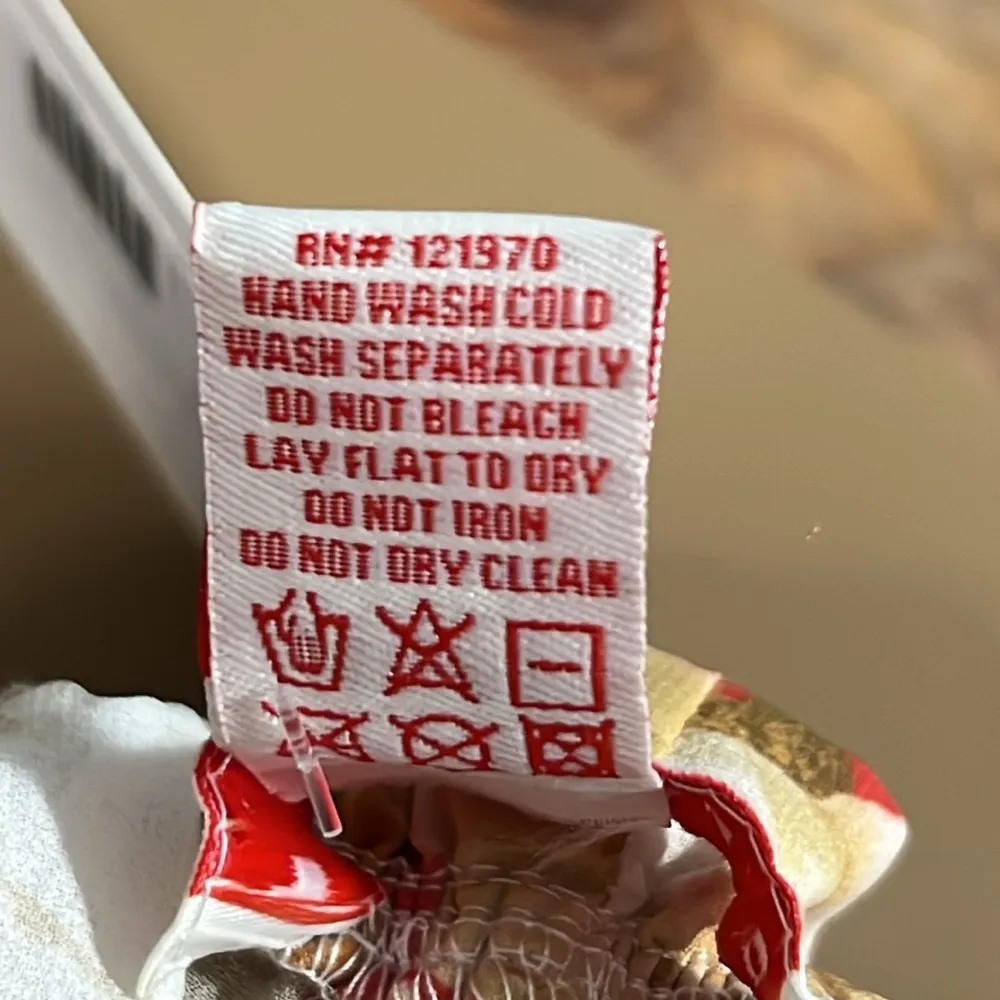 RN# 121970
HAND WASH COLD
WASH SEPARATELY
DO NOT BLEACH
LAY FLAT TO DRY
DO NOT IRON
DO NOT DRY CLEAN